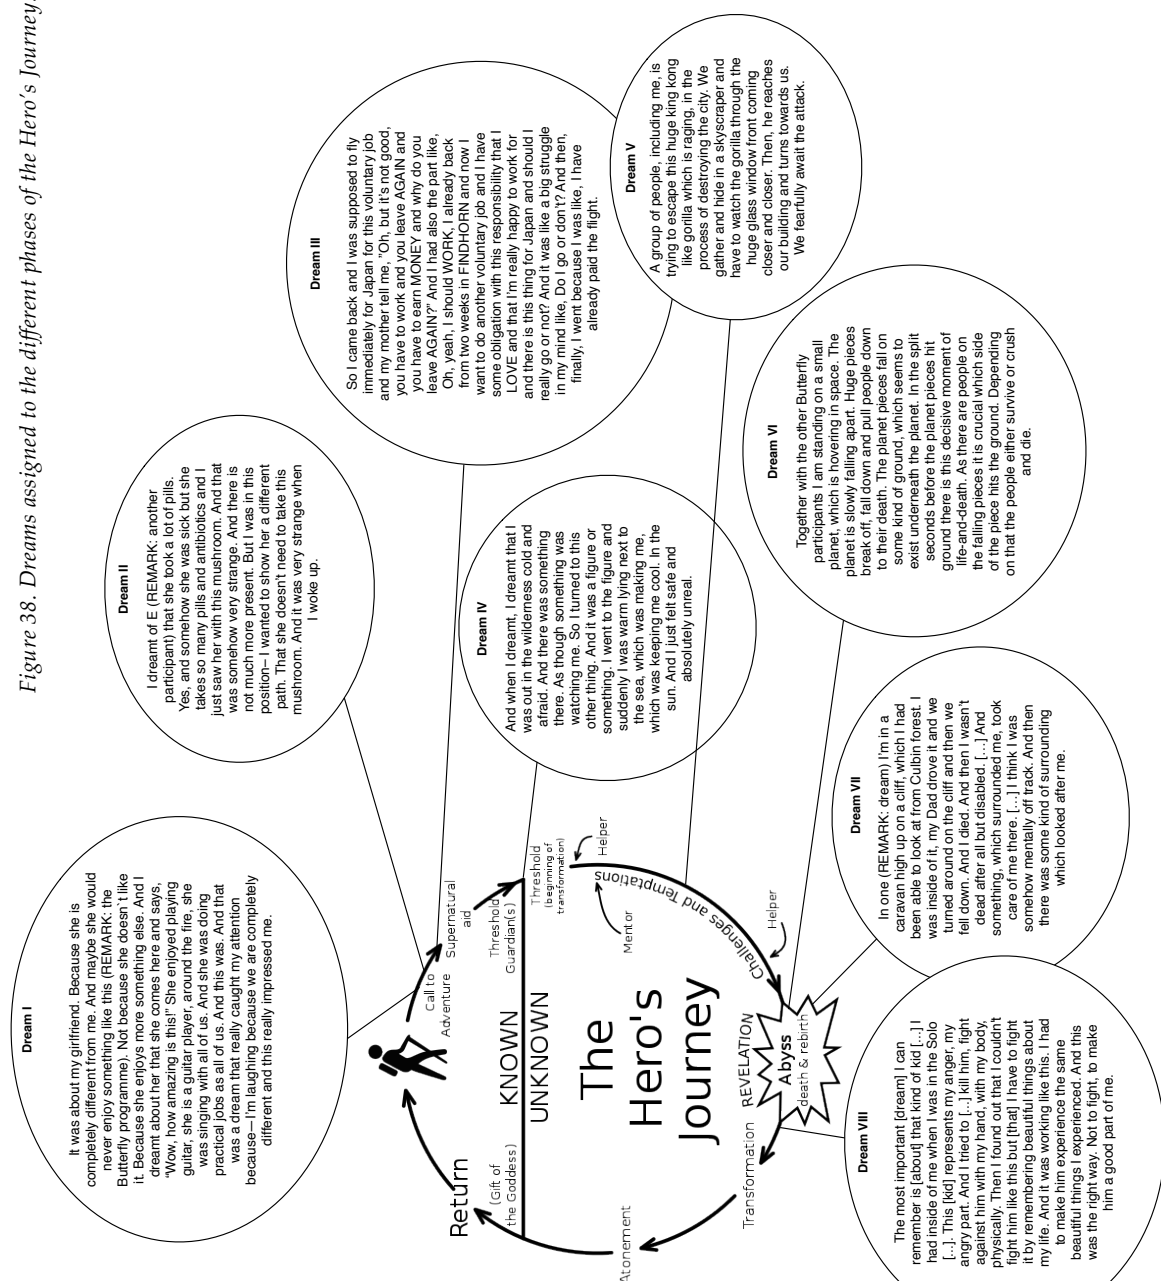 Figure 38. Dreams assigned to the different phases of the Hero's Journey.
Dream I
It was about my girlfriend. Because she is
completely different from me. And maybe she would
never enjoy something like this (REMARK: the
Butterfly programme). Not because she doesn`t like
it. Because she enjoys more something else. And I
dreamt about her that she comes here and says,
"Wow, how amazing is this!" She enjoyed playing
guitar, she is a guitar player, around the fire, she
was singing with all of us. And she was doing
practical jobs as all of us. And this was. And that
was a dream that really caught my attention
because—I'm laughing because we are completely
different and this really impressed me.
Dream II
I dreamt of E (REMARK: another
participant) that she took a lot of pills.
Yes, and somehow she was sick but she
takes so many pills and antibiotics and I
just saw her with this mushroom. And that
was somehow very strange. And there is
not much more present. But I was in this
position—I wanted to show her a different
path. That she doesn't need to take this
mushroom. And it was very strange when
I woke up.
Dream III
So I came back and I was supposed to fly
immediately for Japan for this voluntary job
and my mother tell me, "Oh, but it's not good,
you have to work and you leave AGAIN and
you have to earn MONEY and why do you
leave AGAIN?" And I had also the part like,
Oh, yeah, I should WORK, I already back
from two weeks in FINDHORN and now I
want to do another voluntary job and I have
some obligation with this responsibility that I
LOVE and that I'm really happy to work for
and there is this thing for Japan and should I
really go or not? And it was like a big struggle
in my mind like, Do I go or don't? And then,
finally, I went because I was like, I have
already paid the flight.
Dream IV
And when I dreamt, I dreamt that I
was out in the wilderness cold and
afraid. And there was something
there. As though something was
watching me. So I turned to this
other thing. And it was a figure or
something. I went to the figure and
suddenly I was warm lying next to
the sea, which was making me,
which was keeping me cool. In the
sun. And I just felt safe and
absolutely unreal.
Dream V
A group of people, including me, is
trying to escape this huge king kong
like gorilla which is raging, in the
process of destroying the city. We
gather and hide in a skyscraper and
have to watch the gorilla through the
huge glass window front coming
closer and closer. Then, he reaches
our building and turns towards us.
We fearfully await the attack.
Dream VI
Together with the other Butterfly
participants I am standing on a small
planet, which is hovering in space. The
planet is slowly falling apart. Huge pieces
break off, fall down and pull people down
to their death. The planet pieces fall on
some kind of ground, which seems to
exist underneath the planet. In the split
seconds before the planet pieces hit
ground there is this decisive moment of
life-and-death. As there are people on
the falling pieces it is crucial which side
of the piece hits the ground. Depending
on that the people either survive or crush
and die.
Dream VII
In one (REMARK: dream) I'm in a
caravan high up on a cliff, which I had
been able to look at from Culbin forest. I
was inside of it, my Dad drove it and we
turned around on the cliff and then we
fell down. And I died. And then I wasn't
dead after all but disabled. [...] And
something, which surrounded me, took
care of me there. [...] I think I was
somehow mentally off track. And then
there was some kind of surrounding
which looked after me.
Dream VIII
The most important [dream] I can
remember is [about] that kind of kid [...] I
had inside of me when I was in the Solo
[...]. This [kid] represents my anger, my
angry part. And I tried to [...] kill him, fight
against him with my hand, with my body,
physically. Then I found out that I couldn't
fight him like this but [that] I have to fight
it by remembering beautiful things about
my life. And it was working like this. I had
to make him experience the same
beautiful things I experienced. And this
was the right way. Not to fight, to make
him a good part of me.
Call to
Adventure
Supernatural
aid
Threshold
Guardian(s)
Threshold
(beginning of
transformation)
Helper
Mentor
Challenges and Temptations
Helper
KNOWN
UNKNOWN
The
Hero's
Journey
REVELATION
Abyss
death & rebirth
Transformation
Atonement
(Gift of
the Goddess)
Return